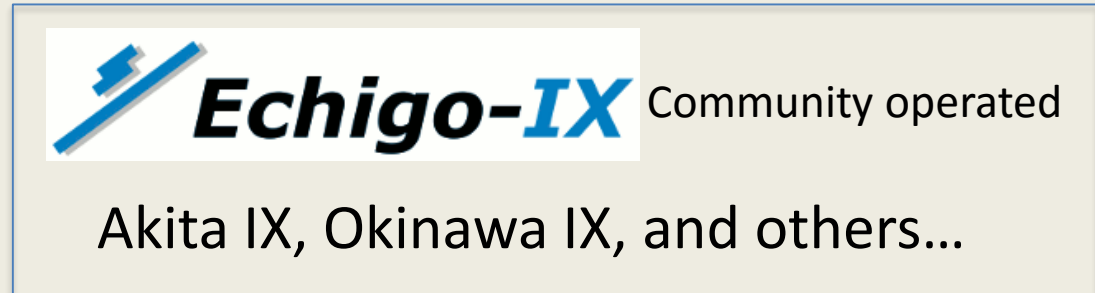 Echigo-IX Community operated
Akita IX, Okinawa IX, and others…